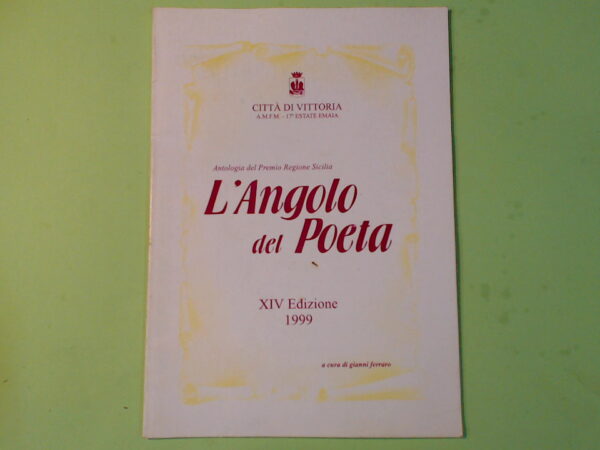 CITTÀ DI VITTORIA
A.M.F.M. - 17ª ESTATE EMAIA
Antologia del Premio Regione Sicilia
L'Angolo
del Poeta
XIV Edizione
1999
a cura di gianni ferraro